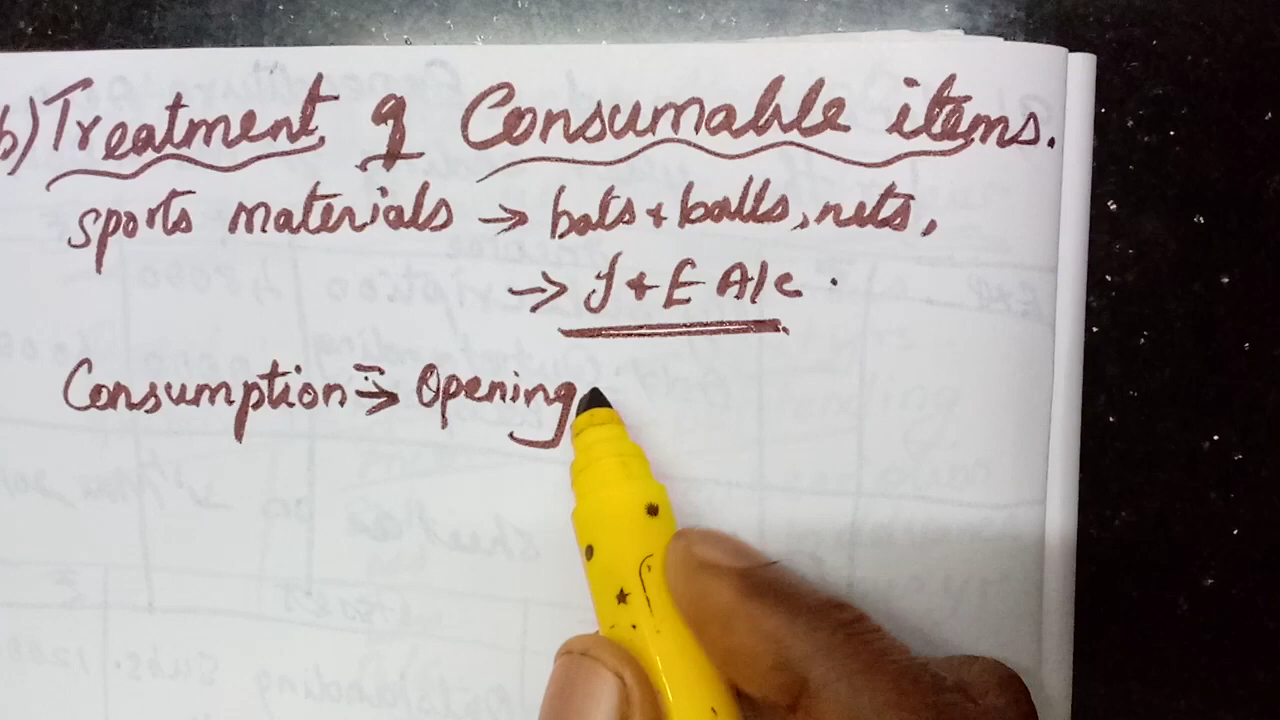 b) Treatment of Consumable items.
sports materials → bats + balls, nets.
→ I + E A/c.
Consumption ⇒ Opening